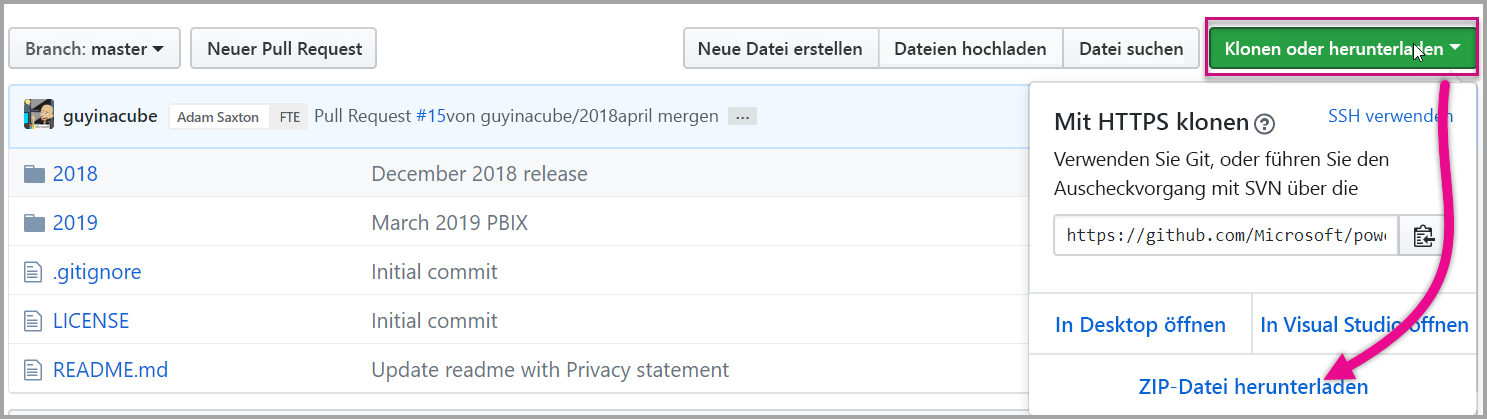 Branch: master
Neuer Pull Request
Neue Datei erstellen
Dateien hochladen
Datei suchen
Klonen oder herunterladen
guyinacube Adam Saxton FTE Pull Request #15von guyinacube/2018april mergen ...
2018 December 2018 release
2019 March 2019 PBIX
.gitignore Initial commit
LICENSE Initial commit
README.md Update readme with Privacy statement
Mit HTTPS klonen ?
SSH verwenden
Verwenden Sie Git, oder führen Sie den
Auscheckvorgang mit SVN über die
https://github.com/Microsoft/powe
In Desktop öffnen
In Visual Studio öffnen
ZIP-Datei herunterladen